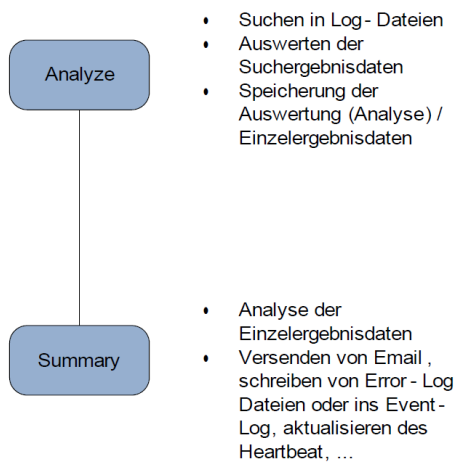 Analyze
• Suchen in Log- Dateien
• Auswerten der
Suchergebnisdaten
• Speicherung der
Auswertung (Analyse) /
Einzelergebnisdaten
Summary
• Analyse der
Einzelergebnisdaten
• Versenden von Email ,
schreiben von Error - Log
Dateien oder ins Event -
Log, aktualisieren des
Heartbeat, ...